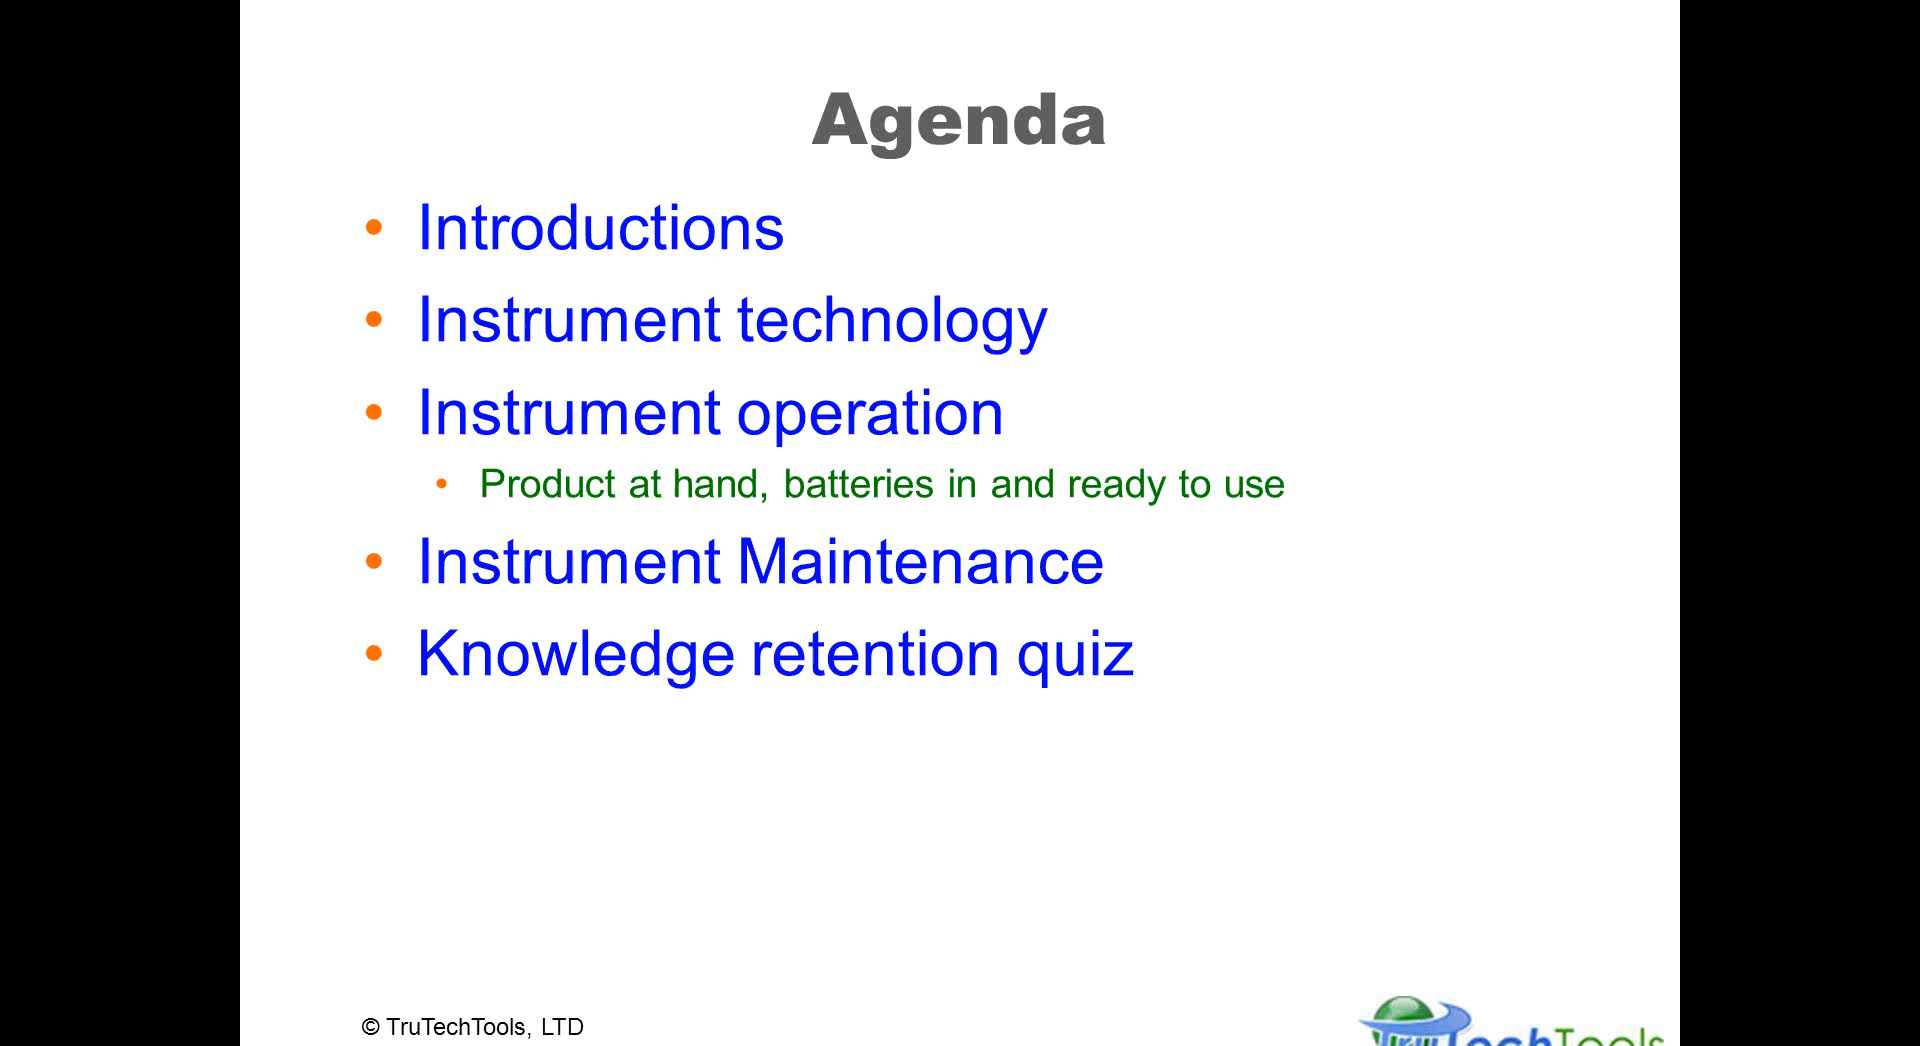 Agenda
• Introductions
• Instrument technology
• Instrument operation
• Product at hand, batteries in and ready to use
• Instrument Maintenance
• Knowledge retention quiz
© TruTechTools, LTD
TruTechTools